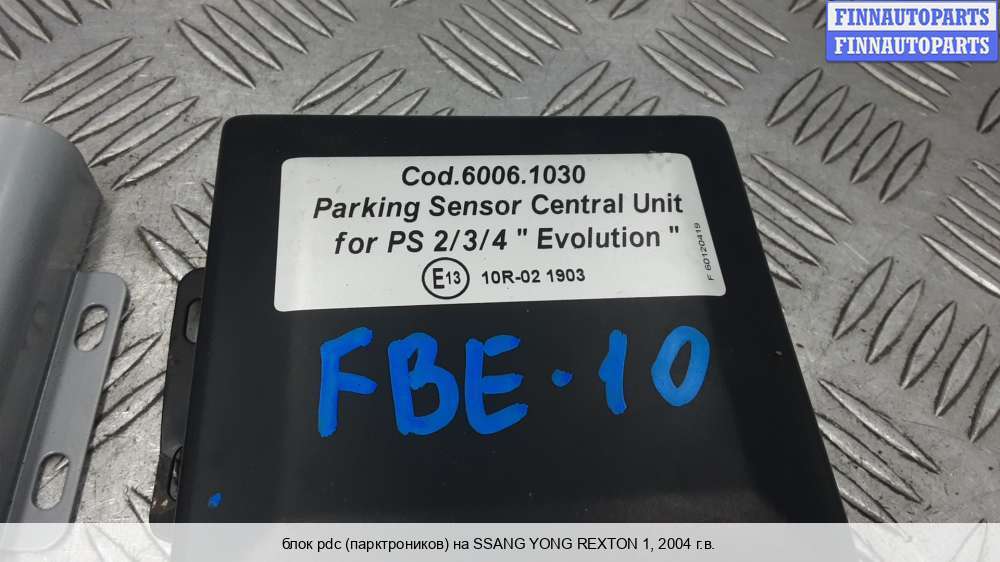 FINNAUTOPARTS
FINNAUTOPARTS
Cod.6006.1030
Parking Sensor Central Unit
for PS 2/3/4 " Evolution "
E13 10R-02 1903
F 60120419
FBE·10
блок pdc (парктроников) на SSANG YONG REXTON 1, 2004 г.в.